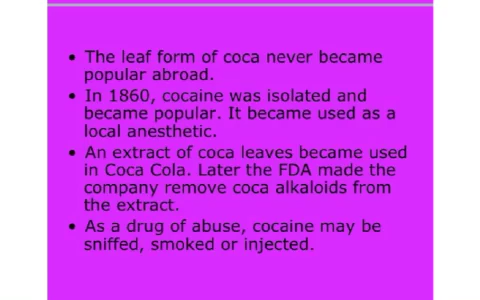 • The leaf form of coca never became
popular abroad.
• In 1860, cocaine was isolated and
became popular. It became used as a
local anesthetic.
• An extract of coca leaves became used
in Coca Cola. Later the FDA made the
company remove coca alkaloids from
the extract.
• As a drug of abuse, cocaine may be
sniffed, smoked or injected.